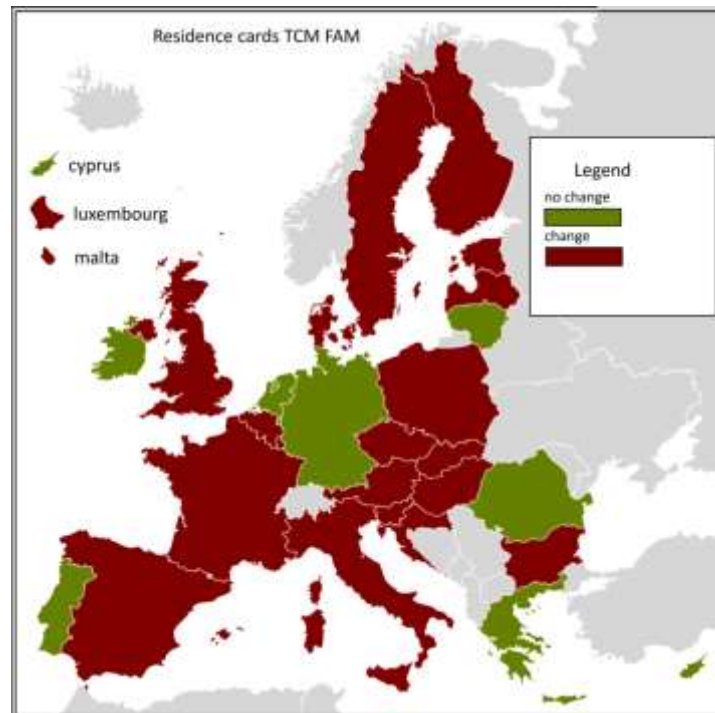 Residence cards TCM FAM
cyprus
luxembourg
malta
Legend
no change
change